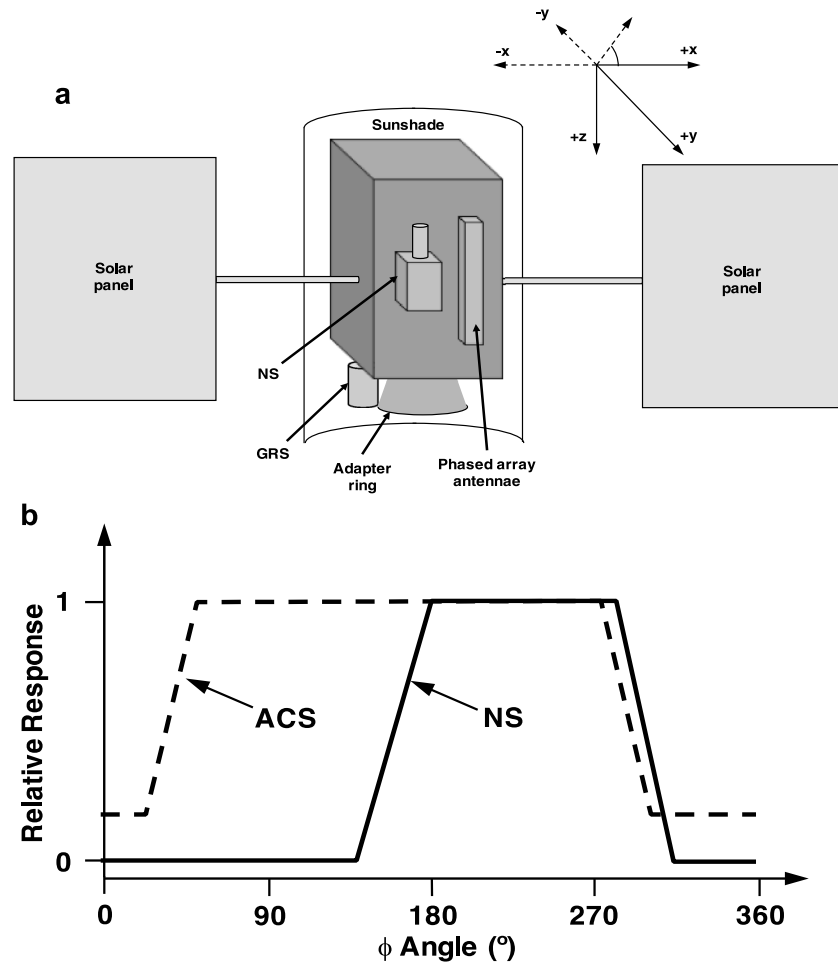 a
-y
-x
+x
+z
+y
Sunshade
Solar
panel
Solar
panel
NS
GRS
Adapter
ring
Phased array
antennae
b
Relative Response
1
0
ACS
NS
0
90
180
270
360
ϕ Angle (º)